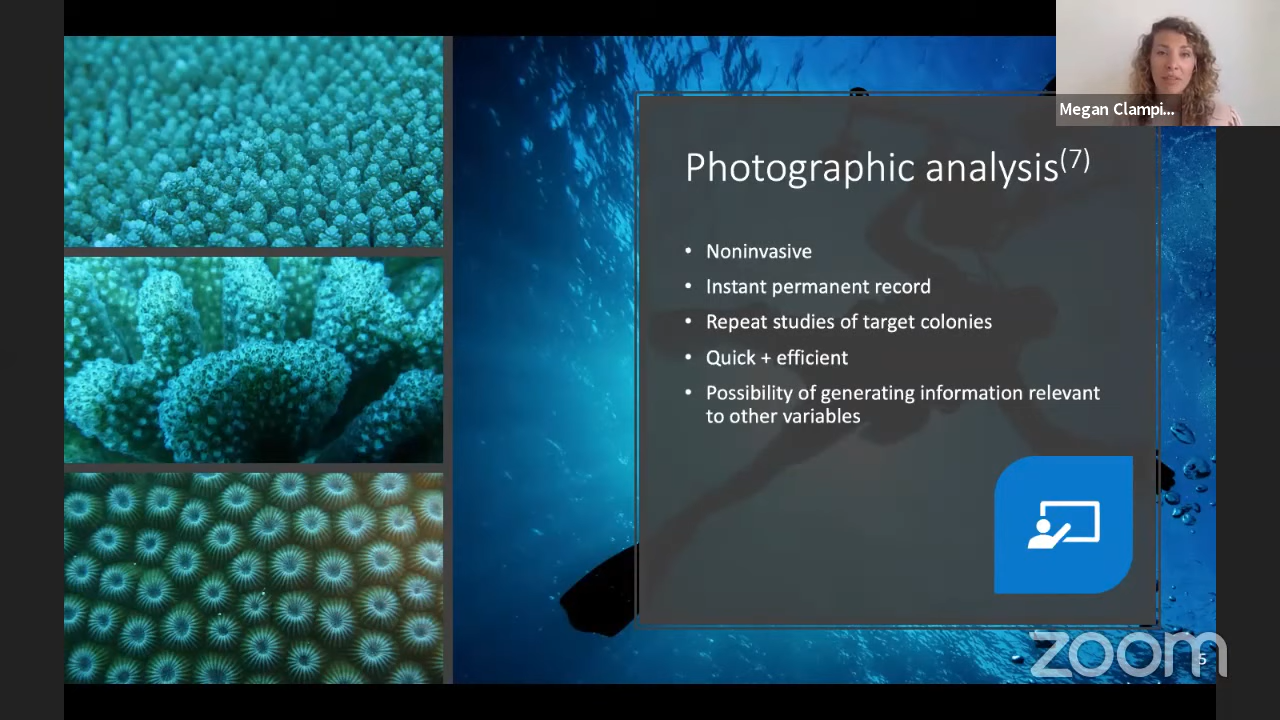 Megan Clampi...
Photographic analysis(7)
• Noninvasive
• Instant permanent record
• Repeat studies of target colonies
• Quick + efficient
• Possibility of generating information relevant
to other variables
zoom
5